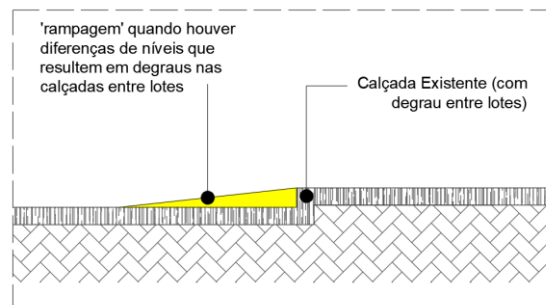 'rampagem' quando houver
diferenças de níveis que
resultem em degraus nas
calçadas entre lotes
Calçada Existente (com
degrau entre lotes)